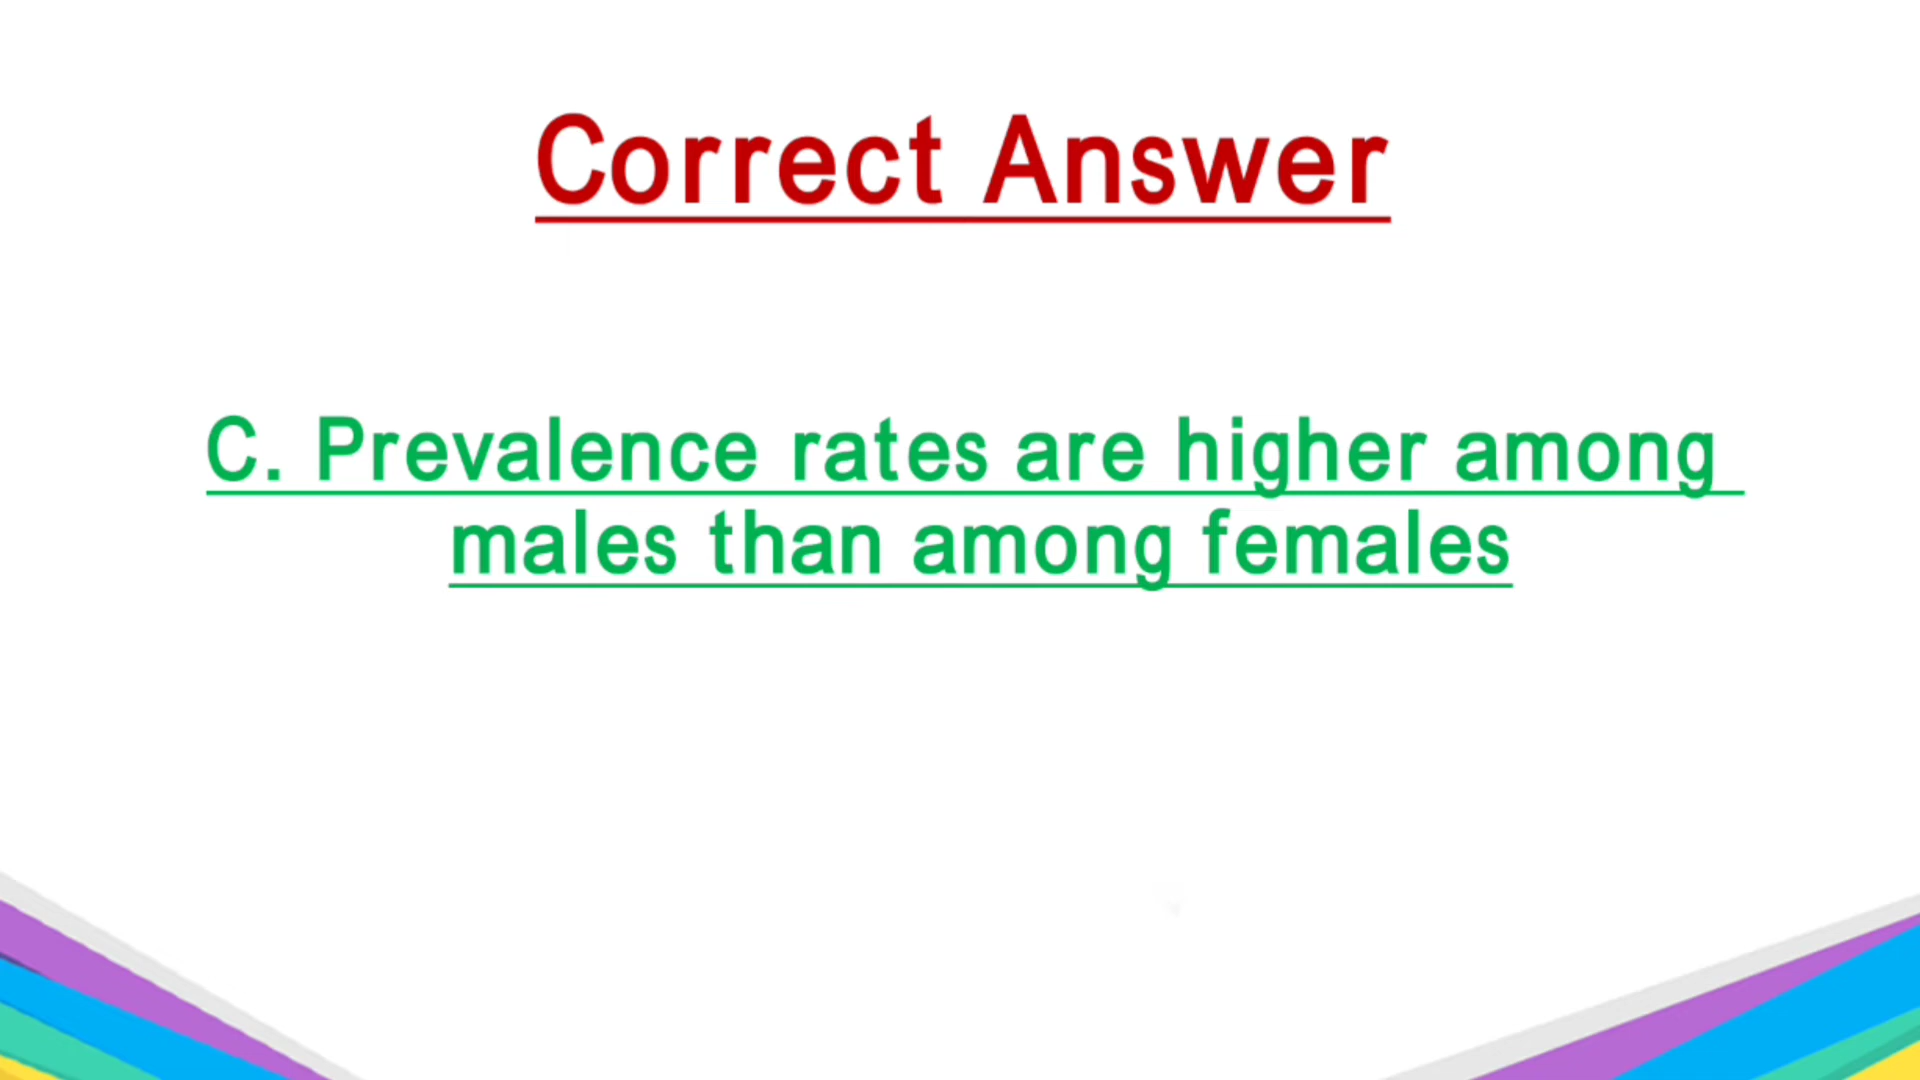 Correct Answer
C. Prevalence rates are higher among
males than among females